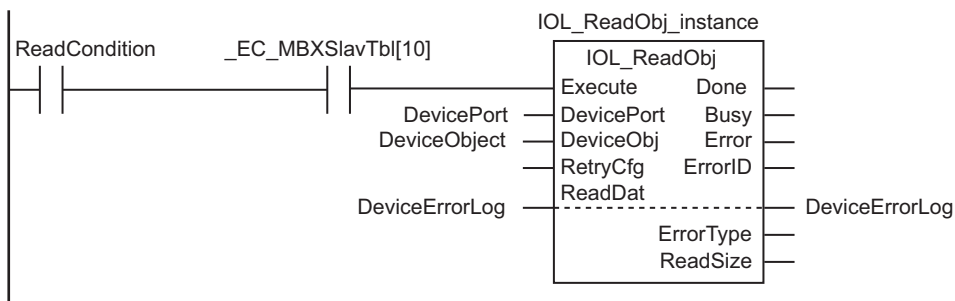 IOL_ReadObj_instance
ReadCondition _EC_MBXSlavTbl[10] IOL_ReadObj
Execute Done
DevicePort DevicePort Busy
DeviceObject DeviceObj Error
RetryCfg ErrorID
ReadDat
DeviceErrorLog DeviceErrorLog
ErrorType
ReadSize